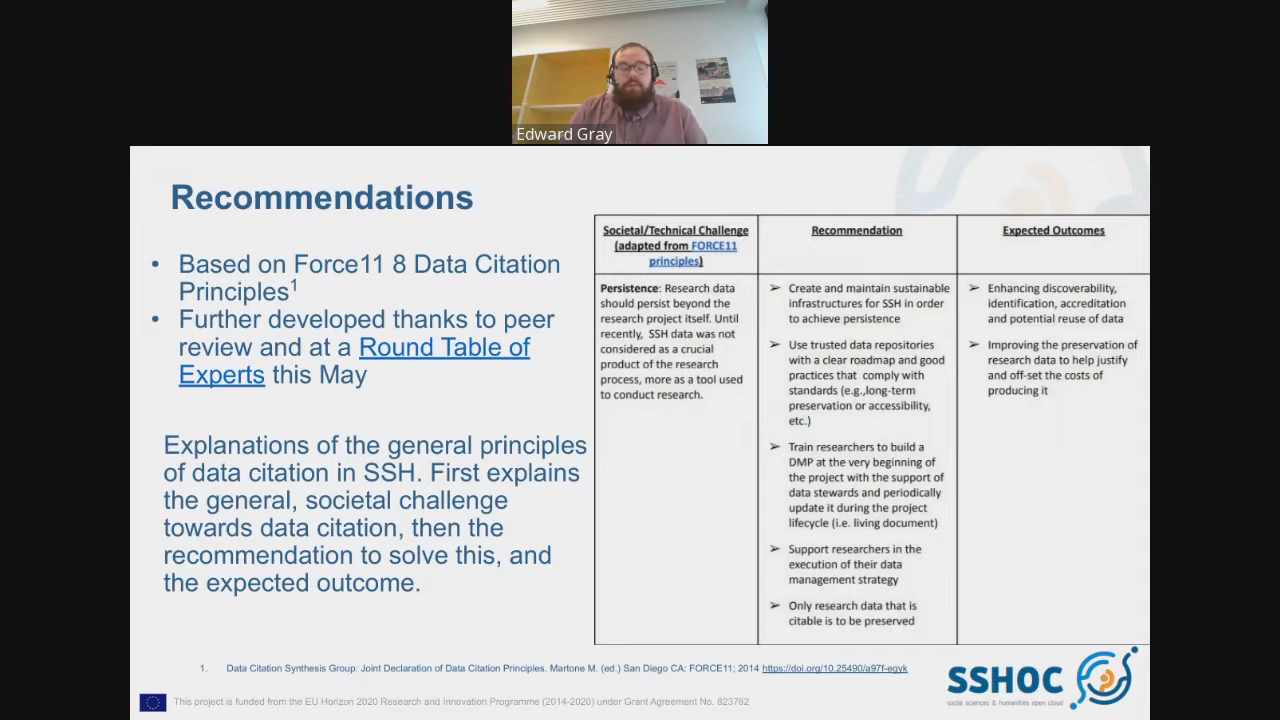 Edward Gray
Recommendations
• Based on Force11 8 Data Citation
Principles1
• Further developed thanks to peer
review and at a Round Table of
Experts this May
Explanations of the general principles
of data citation in SSH. First explains
the general, societal challenge
towards data citation, then the
recommendation to solve this, and
the expected outcome.
Societal/Technical Challenge
(adapted from FORCE11
principles)
Persistence: Research data
should persist beyond the
research project itself. Until
recently, SSH data was not
considered as a crucial
product of the research
process, more as a tool used
to conduct research.
Recommendation
➢ Create and maintain sustainable
infrastructures for SSH in order
to achieve persistence
➢ Use trusted data repositories
with a clear roadmap and good
practices that comply with
standards (e.g.,long-term
preservation or accessibility,
etc.)
➢ Train researchers to build a
DMP at the very beginning of
the project with the support of
data stewards and periodically
update it during the project
lifecycle (i.e. living document)
➢ Support researchers in the
execution of their data
management strategy
➢ Only research data that is
citable is to be preserved
Expected Outcomes
➢ Enhancing discoverability,
identification, accreditation
and potential reuse of data
➢ Improving the preservation of
research data to help justify
and off-set the costs of
producing it
1. Data Citation Synthesis Group: Joint Declaration of Data Citation Principles. Martone M. (ed.) San Diego CA: FORCE11; 2014 https://doi.org/10.25490/a97f-egyk
This project is funded from the EU Horizon 2020 Research and Innovation Programme (2014-2020) under Grant Agreement No. 823782
SSHOC
social sciences & humanities open cloud